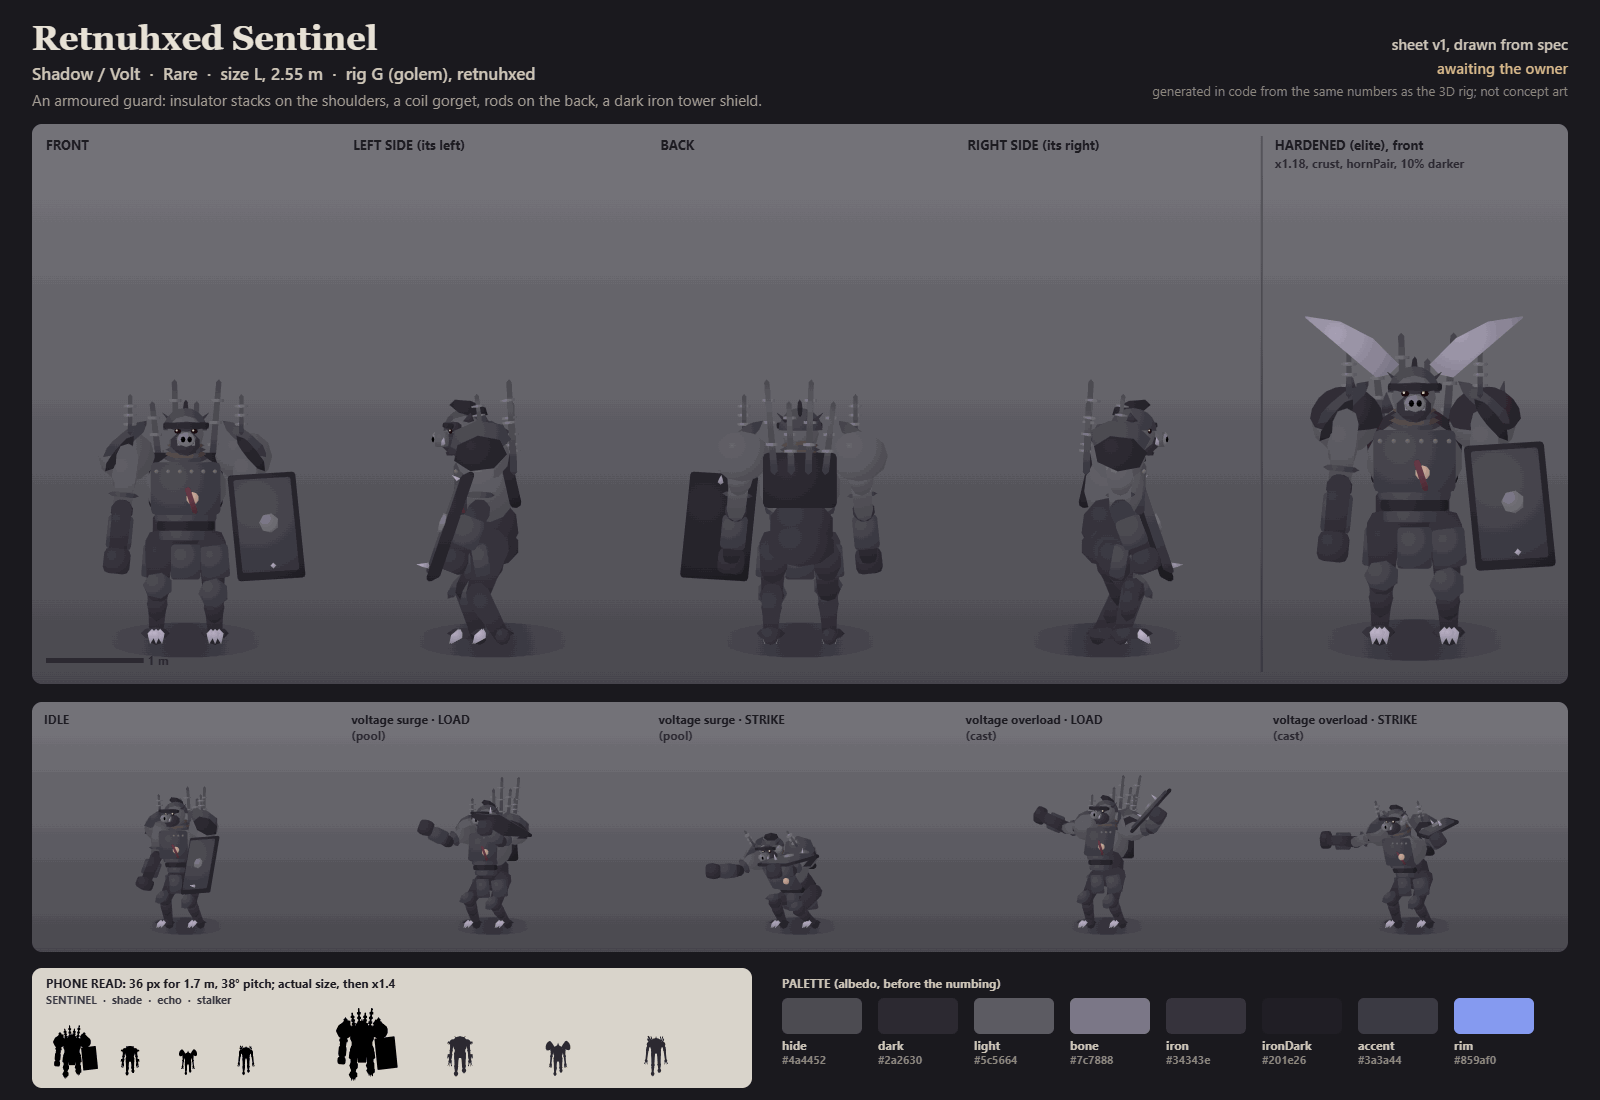 Retnuhxed Sentinel
Shadow / Volt · Rare · size L, 2.55 m · rig G (golem), retnuhxed
An armoured guard: insulator stacks on the shoulders, a coil gorget, rods on the back, a dark iron tower shield.
sheet v1, drawn from spec
awaiting the owner
generated in code from the same numbers as the 3D rig; not concept art
FRONT
LEFT SIDE (its left)
BACK
RIGHT SIDE (its right)
HARDENED (elite), front
x1.18, crust, hornPair, 10% darker
1 m
IDLE
voltage surge · LOAD
(pool)
voltage surge · STRIKE
(pool)
voltage overload · LOAD
(cast)
voltage overload · STRIKE
(cast)
PHONE READ: 36 px for 1.7 m, 38° pitch; actual size, then x1.4
SENTINEL · shade · echo · stalker
PALETTE (albedo, before the numbing)
hide
#4a4452
dark
#2a2630
light
#5c5664
bone
#7c7888
iron
#34343e
ironDark
#201e26
accent
#3a3a44
rim
#859af0